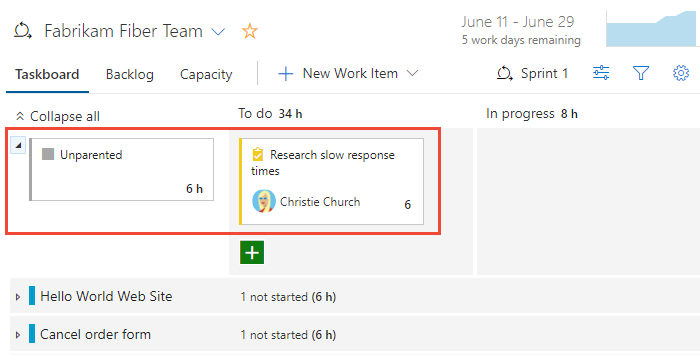 Fabrikam Fiber Team
June 11 - June 29
5 work days remaining
Taskboard Backlog Capacity New Work Item Sprint 1
Collapse all To do 34 h In progress 8 h
Unparented
6 h
Research slow response
times
Christie Church 6
Hello World Web Site 1 not started (6 h)
Cancel order form 1 not started (6 h)